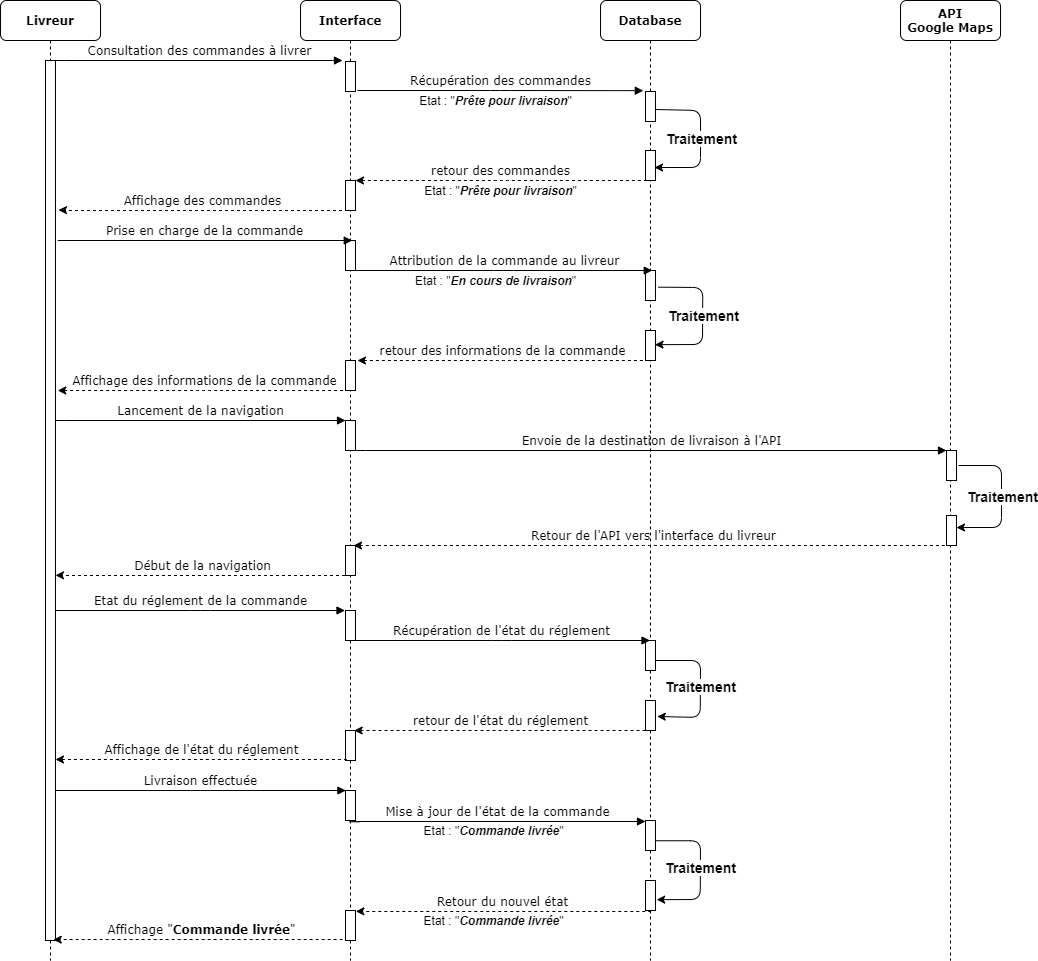 Livreur
Interface
Database
API
Google Maps
Consultation des commandes à livrer
Récupération des commandes
Etat : "Prête pour livraison"
Traitement
retour des commandes
Etat : "Prête pour livraison"
Affichage des commandes
Prise en charge de la commande
Attribution de la commande au livreur
Etat : "En cours de livraison"
Traitement
retour des informations de la commande
Affichage des informations de la commande
Lancement de la navigation
Envoie de la destination de livraison à l'API
Traitement
Retour de l'API vers l'interface du livreur
Début de la navigation
Etat du réglement de la commande
Récupération de l'état du réglement
Traitement
retour de l'état du réglement
Affichage de l'état du réglement
Livraison effectuée
Mise à jour de l'état de la commande
Etat : "Commande livrée"
Traitement
Retour du nouvel état
Etat : "Commande livrée"
Affichage "Commande livrée"